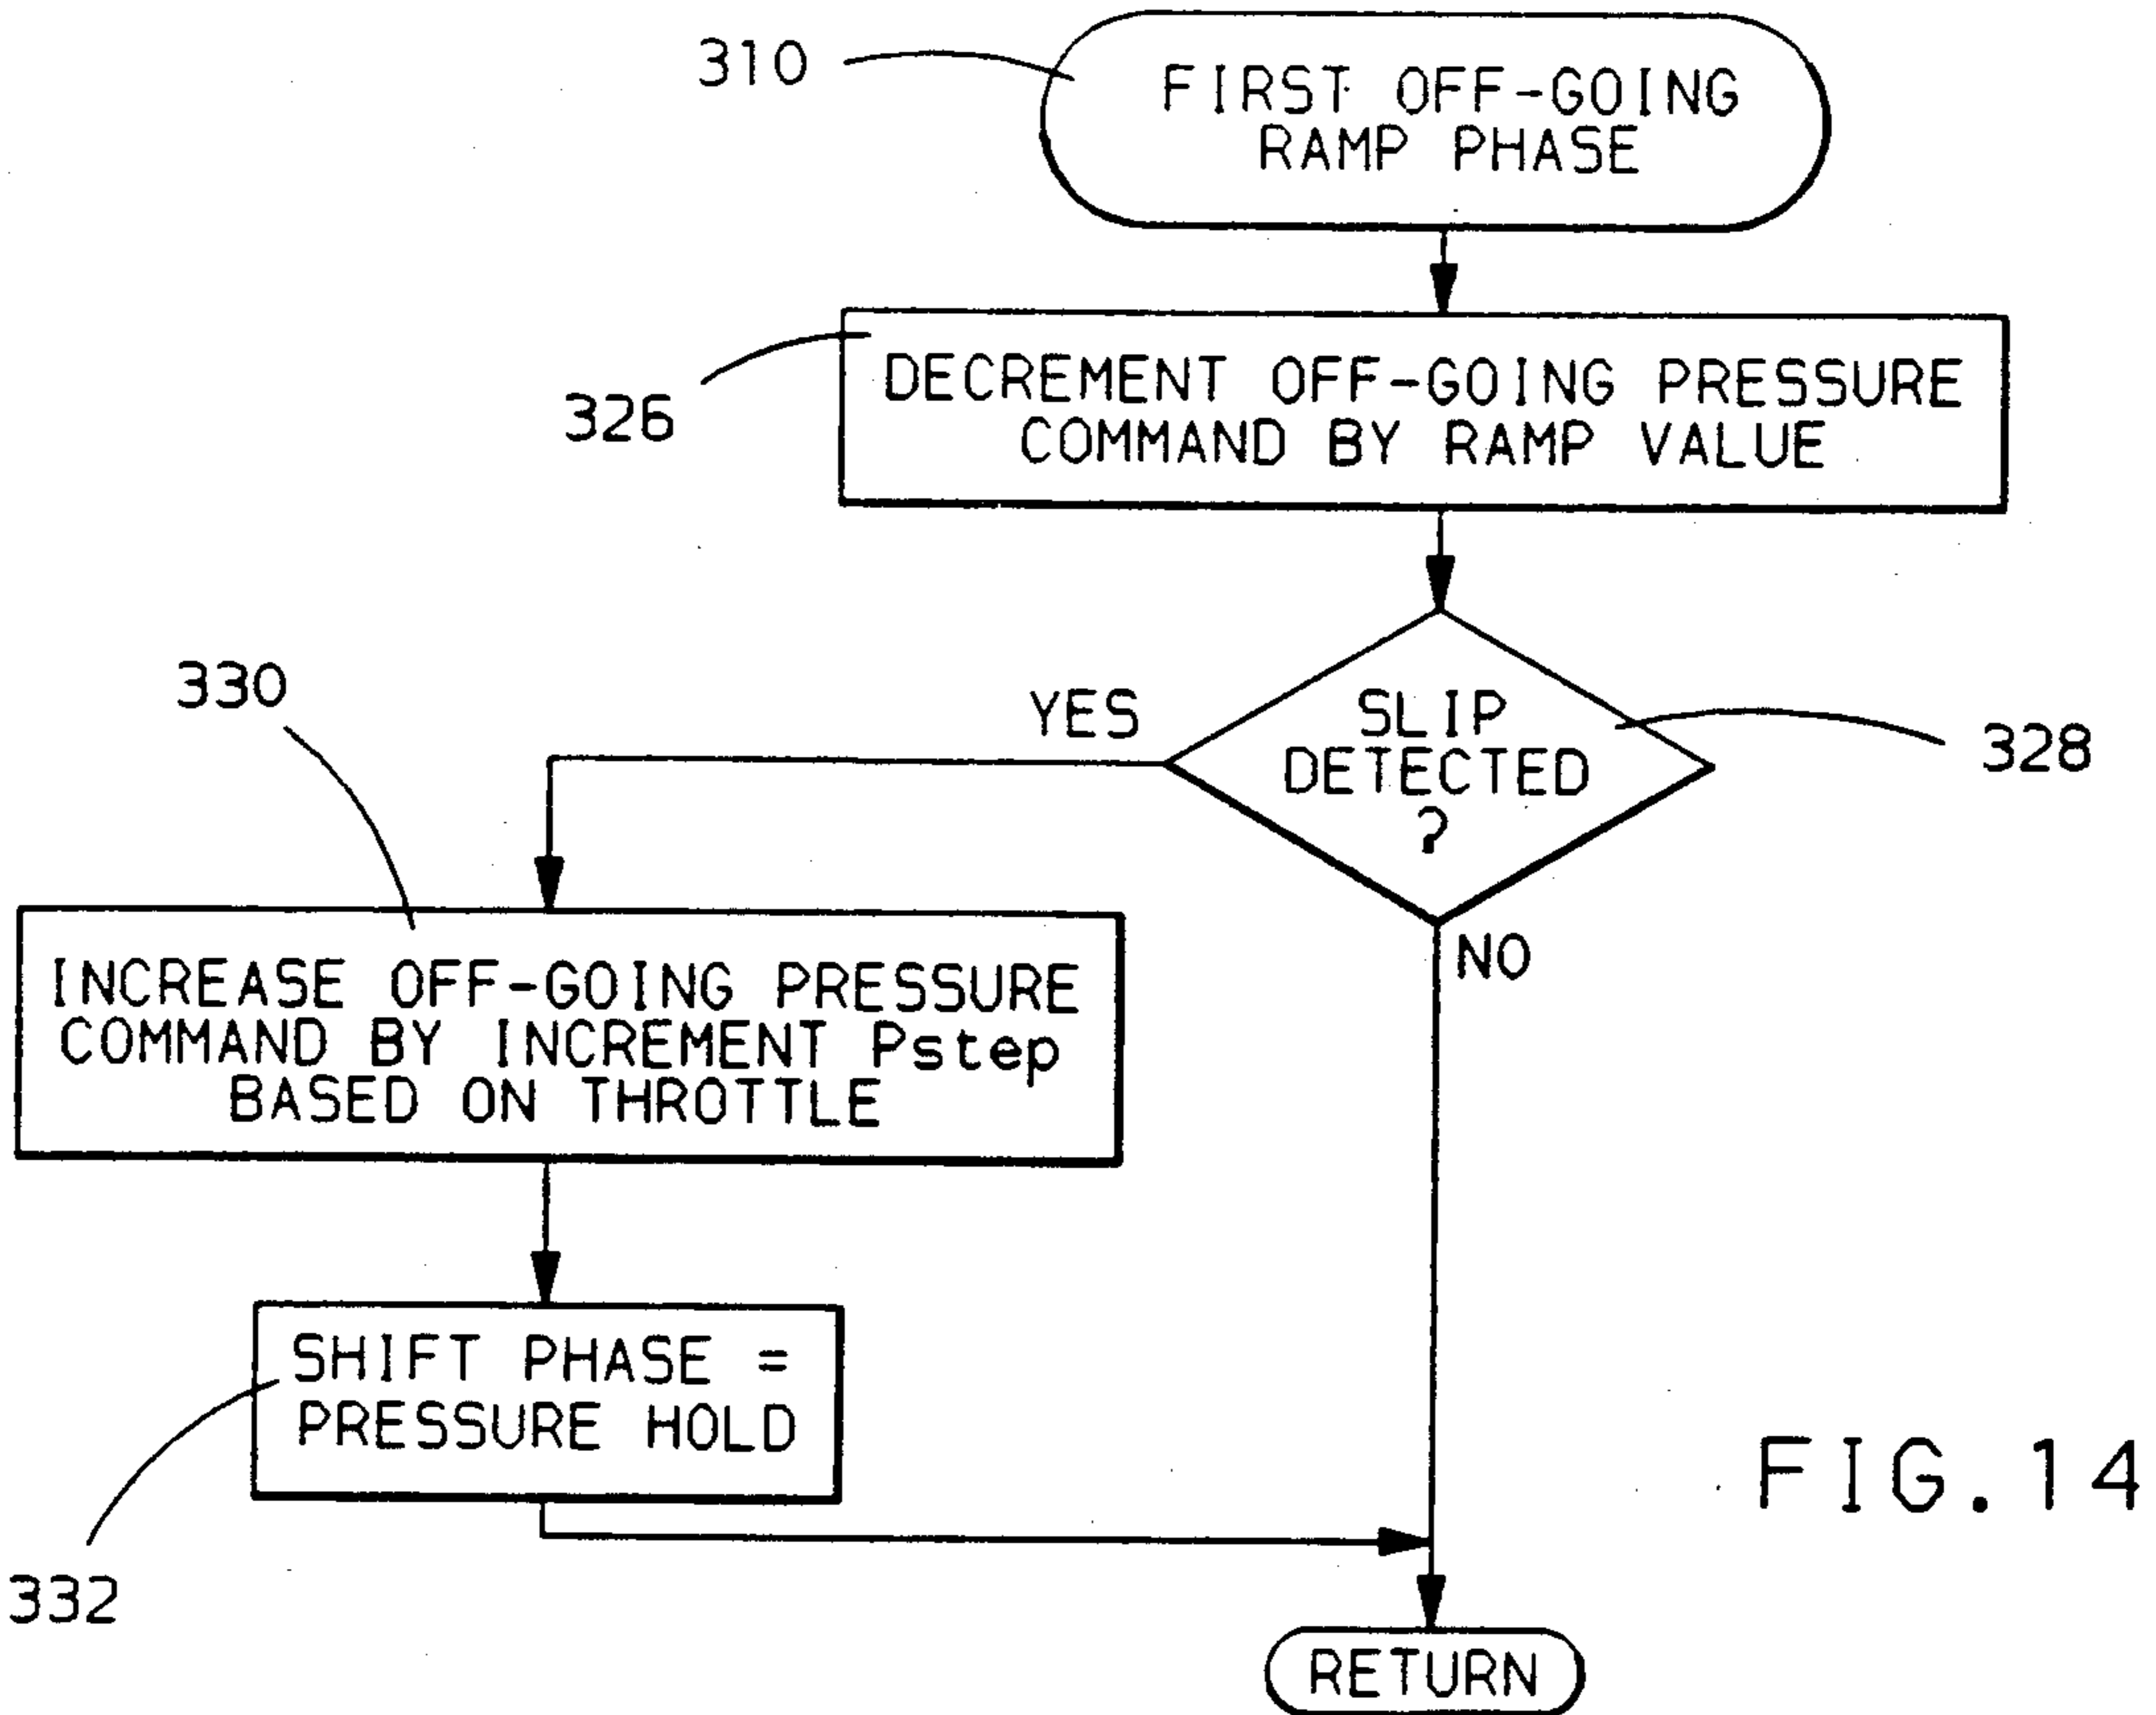 310
FIRST OFF-GOING
RAMP PHASE
326
DECREMENT OFF-GOING PRESSURE
COMMAND BY RAMP VALUE
328
SLIP
DETECTED
?
YES
NO
330
INCREASE OFF-GOING PRESSURE
COMMAND BY INCREMENT Pstep
BASED ON THROTTLE
332
SHIFT PHASE =
PRESSURE HOLD
RETURN
FIG.14